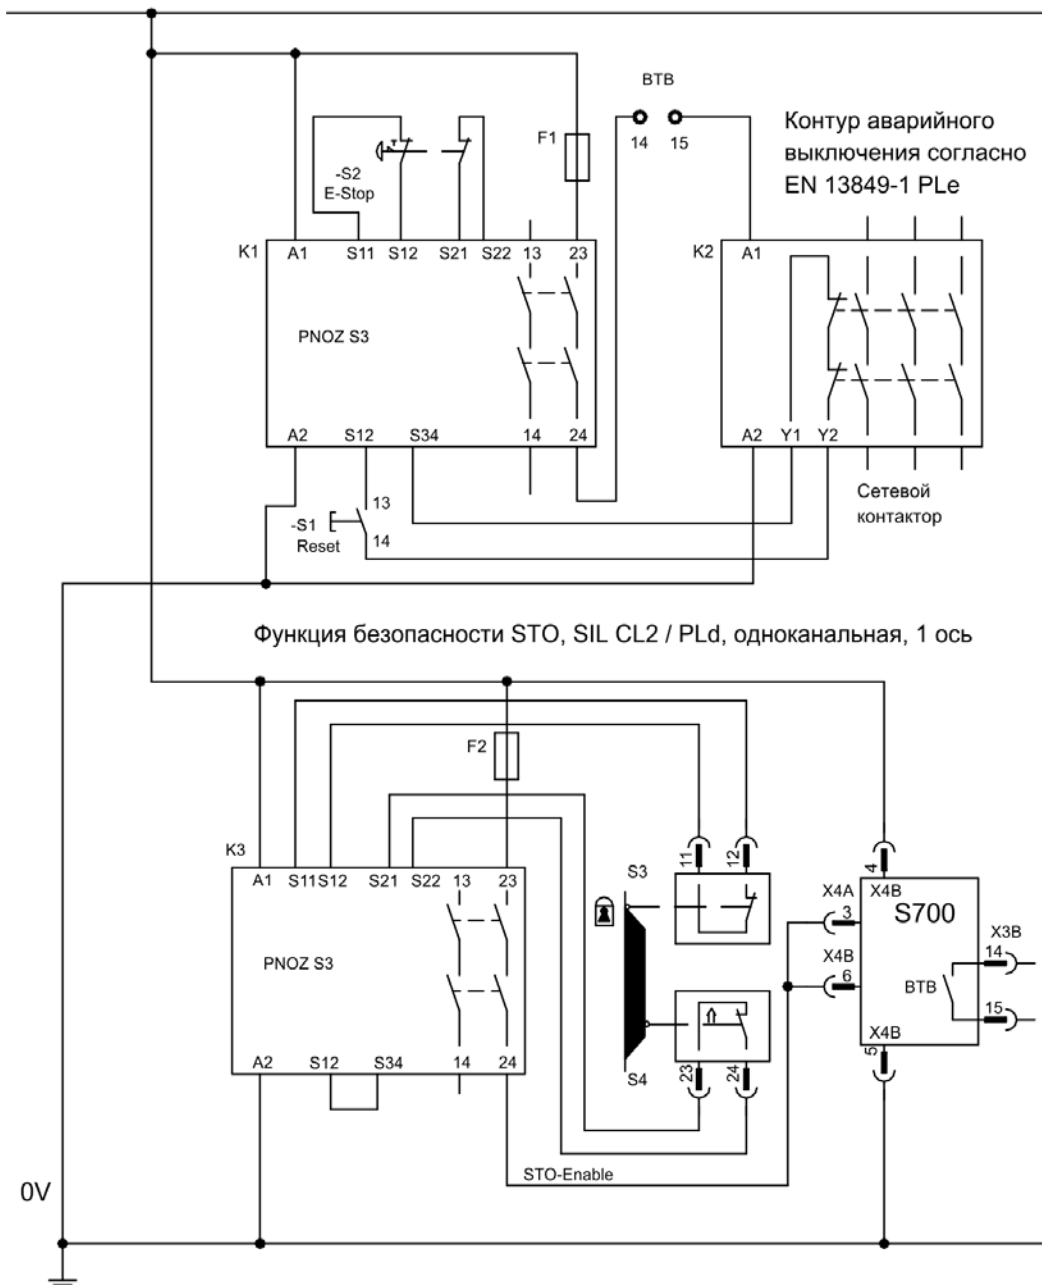 BTB
14 15
F1
Контур аварийного
выключения согласно
EN 13849-1 PLe
-S2
E-Stop
K1
A1 S11 S12 S21 S22 13 23
PNOZ S3
A2 S12 S34 14 24
K2
A1
A2 Y1 Y2
Сетевой
контактор
13
-S1
14
Reset
Функция безопасности STO, SIL CL2 / PLd, одноканальная, 1 ось
F2
K3
A1 S11 S12 S21 S22 13 23
PNOZ S3
A2 S12 S34 14 24
S3
11 12
S4
23 24
STO-Enable
4
X4A
3
X4B
S700
X4B
6
X3B
14
BTB
15
X4B
5
0V